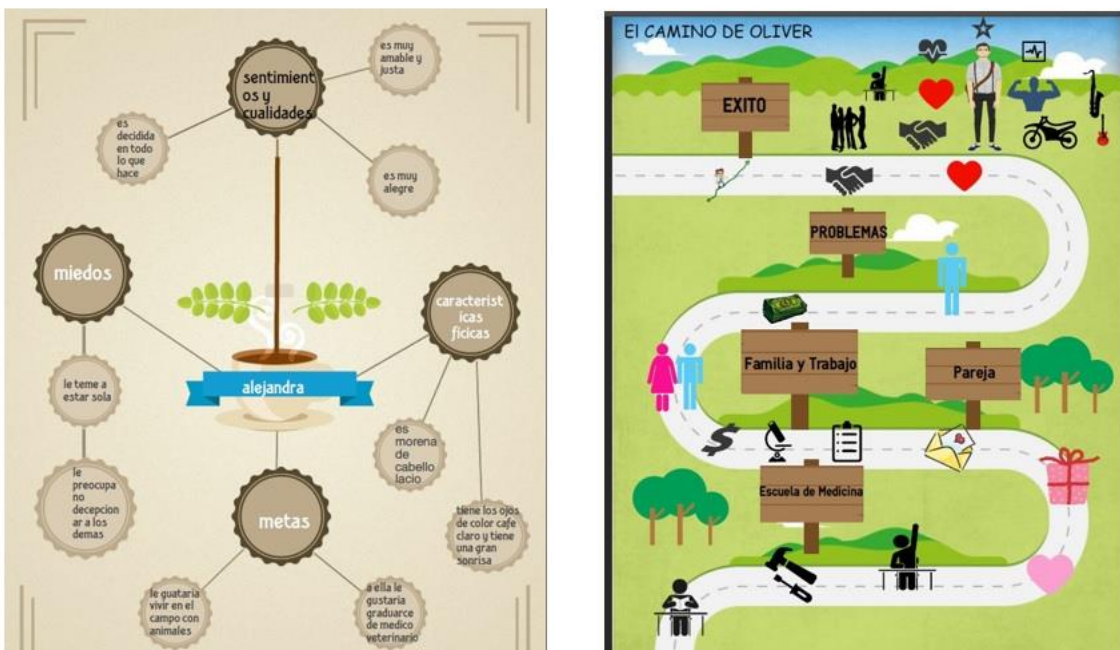 sentimient
os y
cualidades
es muy
amable y
justa
es
decidida
en todo
lo que
hace
es muy
alegre
miedos
le teme a
estar sola
le
preocupa
no
decepcion
ar a los
demas
caracterist
icas
ficicas
es
morena
de
cabello
lacio
tiene los ojos
de color cafe
claro y tiene
una gran
sonrisa
alejandra
metas
le guataria
vivir en el
campo con
animales
a ella le
gustaria
graduarce
de medico
veterinario
El CAMINO DE OLIVER
EXITO
PROBLEMAS
Familia y Trabajo
Pareja
Escuela de Medicina